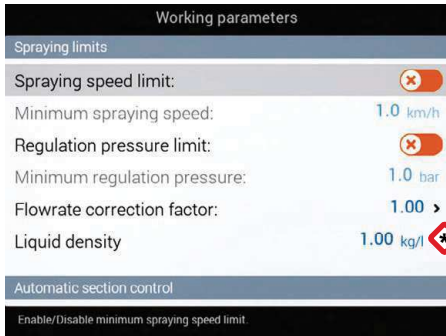 Working parameters
Spraying limits
Spraying speed limit:
Minimum spraying speed: 1.0 km/h
Regulation pressure limit:
Minimum regulation pressure: 1.0 bar
Flowrate correction factor: 1.00 >
Liquid density 1.00 kg/l *
Automatic section control
Enable/Disable minimum spraying speed limit.